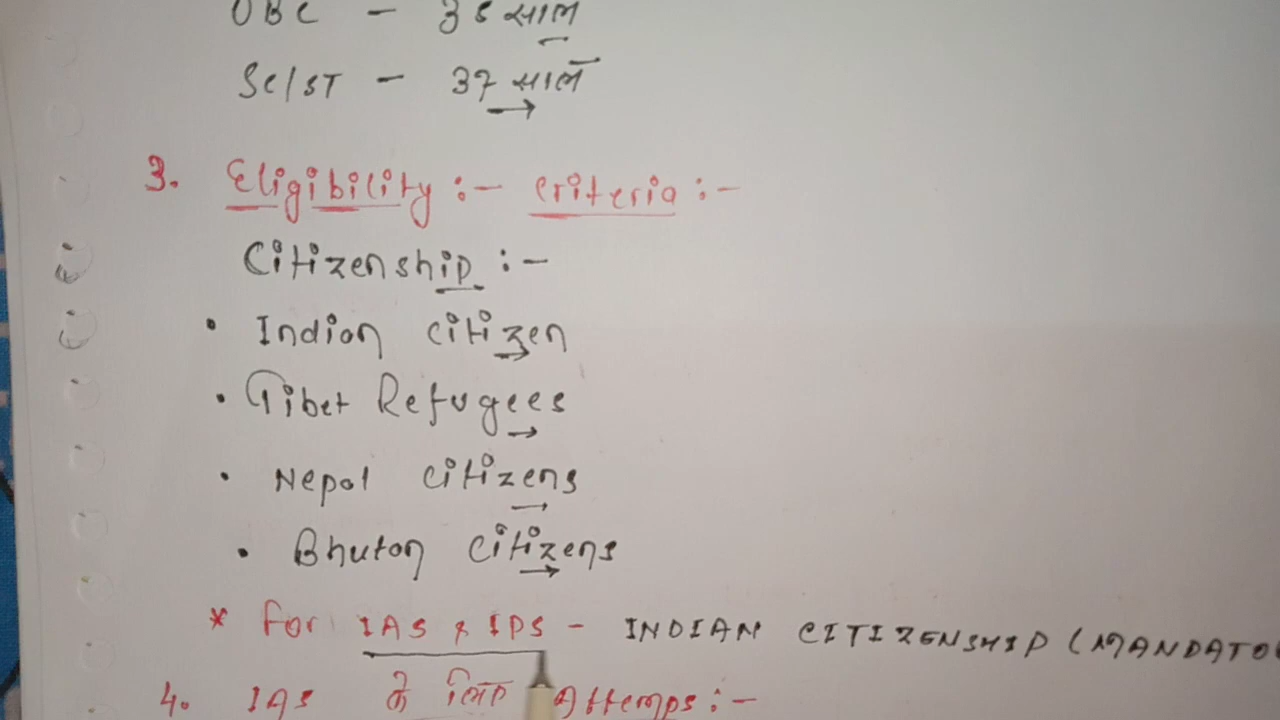 OBC - 35 साल
SC/ST - 37 साल
3. Eligibility :- criteria :-
Citizenship :-
• Indian citizen
• Tibet Refugees
• Nepal citizens
• Bhutan citizens
* for IAS & IPS - INDIAN CITIZENSHIP (MANDATO
4. IAS के लिए Attemps :-